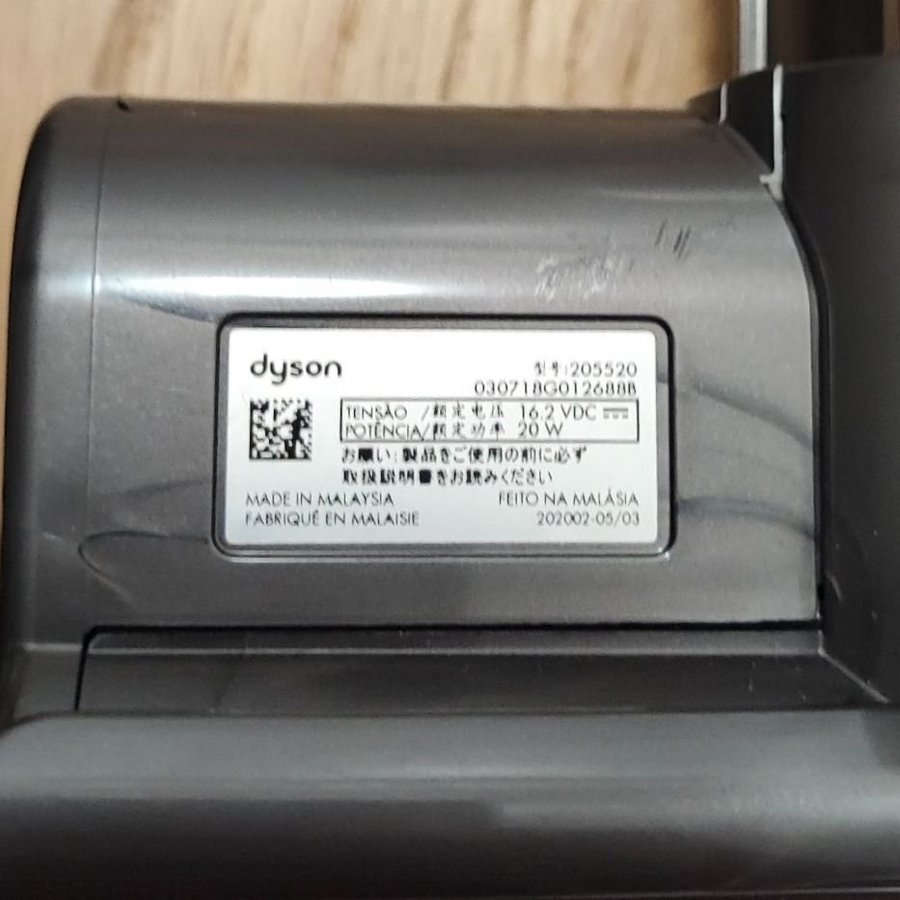 dyson
型号:205520
030718G012688B
TENSÃO /额定电压 16.2 VDC ⎓
POTÊNCIA/额定功率 20 W
お願い:製品をご使用の前に必ず
取扱説明書をお読みください
MADE IN MALAYSIA
FEITO NA MALÁSIA
FABRIQUÉ EN MALAISIE
202002-05/03